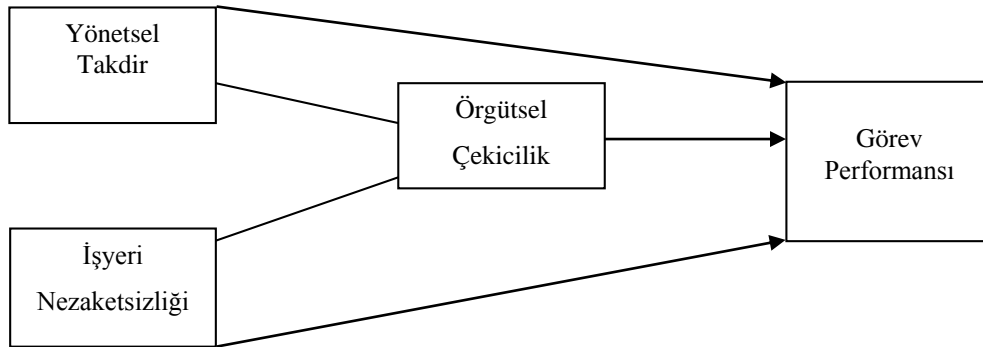 Yönetsel
Takdir
Örgütsel
Çekicilik
Görev
Performansı
İşyeri
Nezaketsizliği